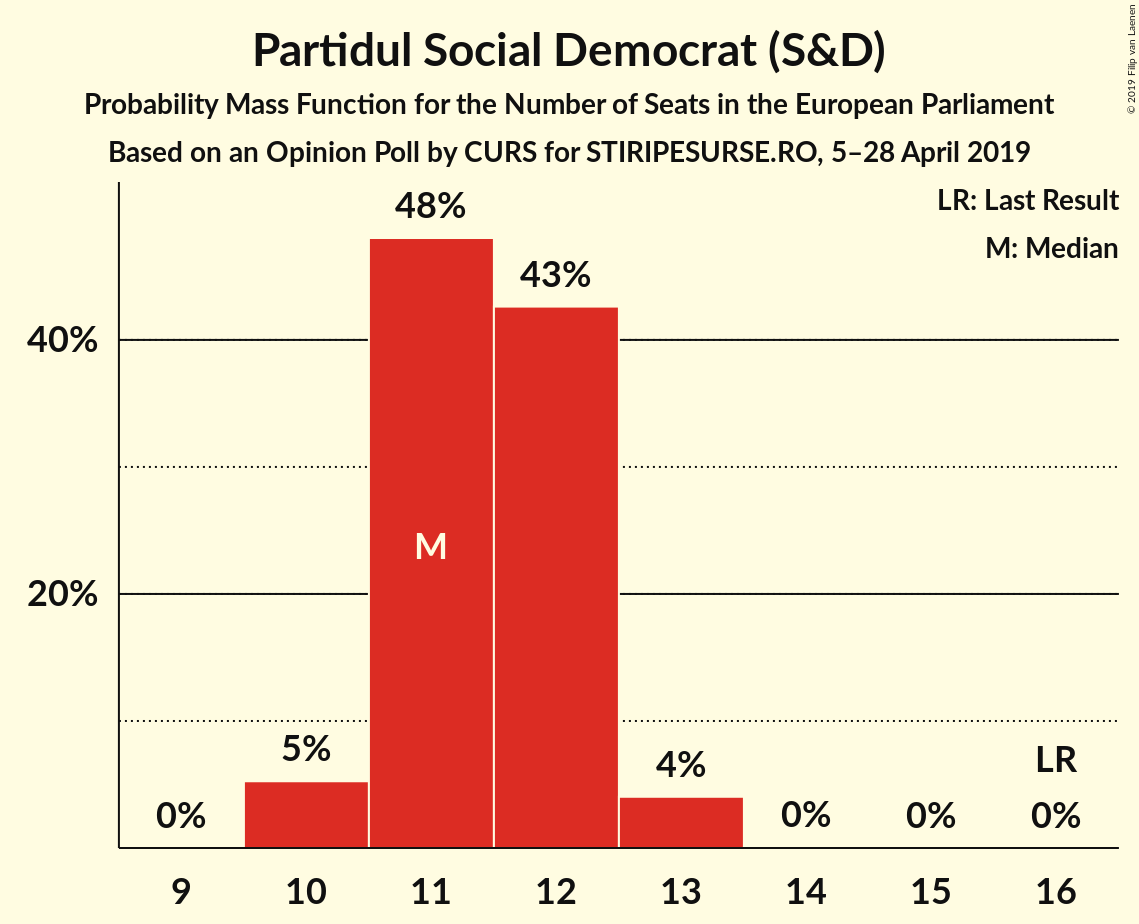 Partidul Social Democrat (S&D)
Probability Mass Function for the Number of Seats in the European Parliament
Based on an Opinion Poll by CURS for STIRIPESURSE.RO, 5–28 April 2019
© 2019 Filip van Laenen
LR: Last Result
M: Median
40%
20%
0%
5%
48%
M
43%
4%
0%
0%
LR
0%
9
10
11
12
13
14
15
16